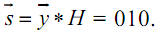 s⃗ = y⃗ * H = 010.